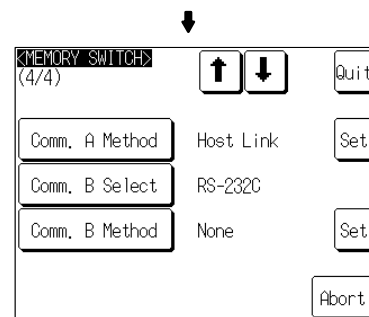 <MEMORY SWITCH>
(4/4)
Quit
Comm. A Method Host Link Set
Comm. B Select RS-232C
Comm. B Method None Set
Abort